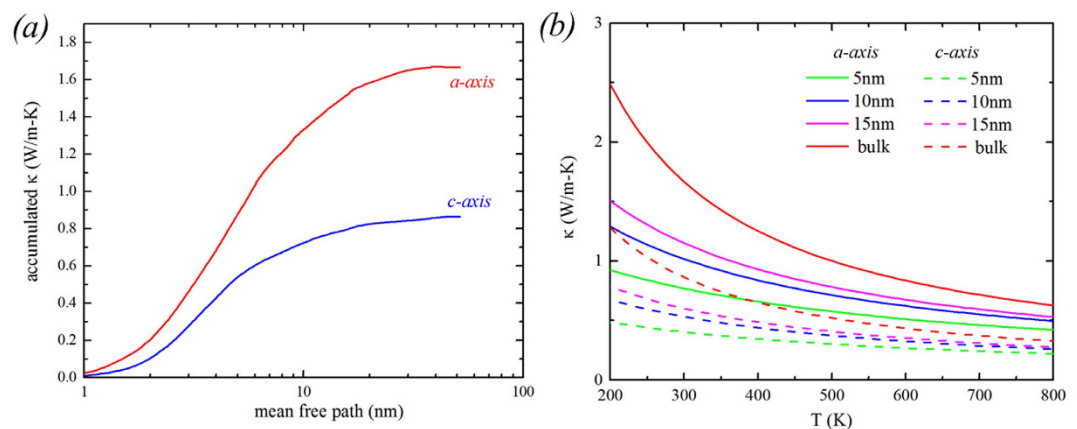 (a)
accumulated κ (W/m-K)
1.8
1.6
1.4
1.2
1.0
0.8
0.6
0.4
0.2
0.0
a-axis
c-axis
1
10
100
mean free path (nm)
(b)
κ (W/m-K)
3
2
1
0
a-axis c-axis
5nm 5nm
10nm 10nm
15nm 15nm
bulk bulk
200 300 400 500 600 700 800
T (K)